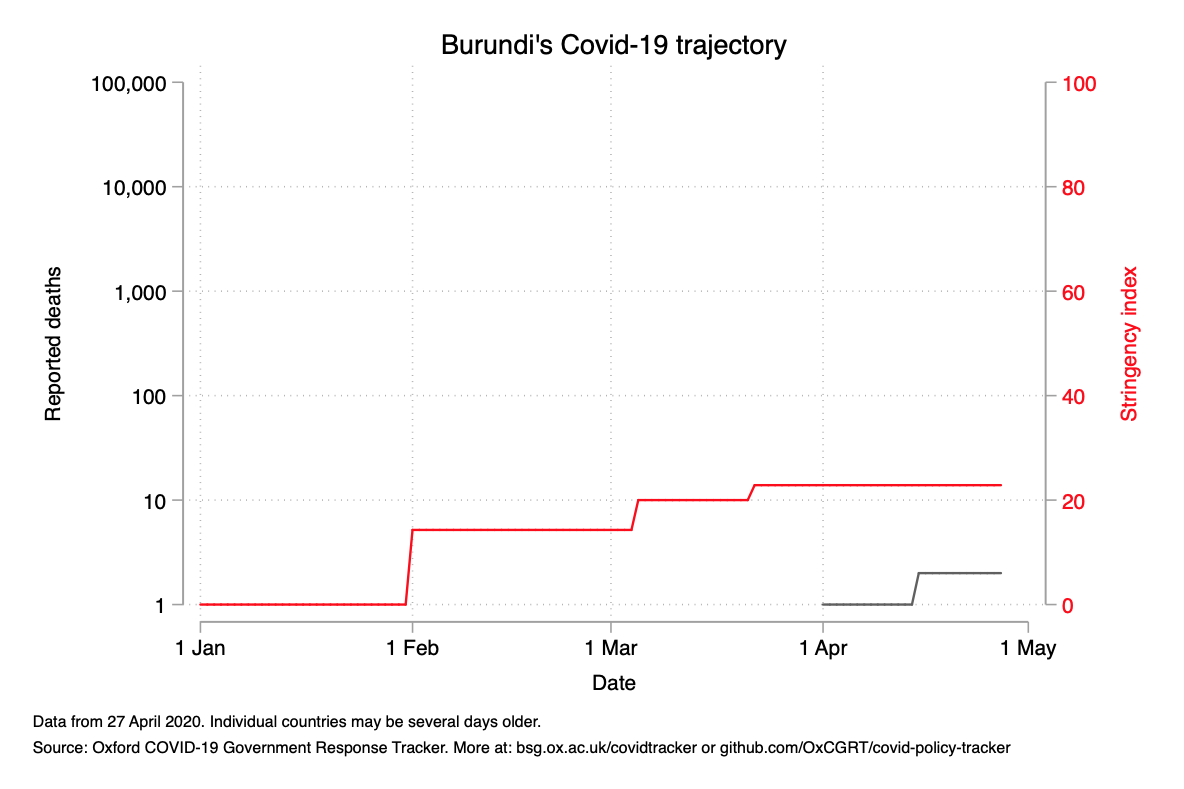 Burundi's Covid-19 trajectory
100,000
10,000
1,000
100
10
1
Reported deaths
100
80
60
40
20
0
Stringency index
1 Jan
1 Feb
1 Mar
1 Apr
1 May
Date
Data from 27 April 2020. Individual countries may be several days older.
Source: Oxford COVID-19 Government Response Tracker. More at: bsg.ox.ac.uk/covidtracker or github.com/OxCGRT/covid-policy-tracker